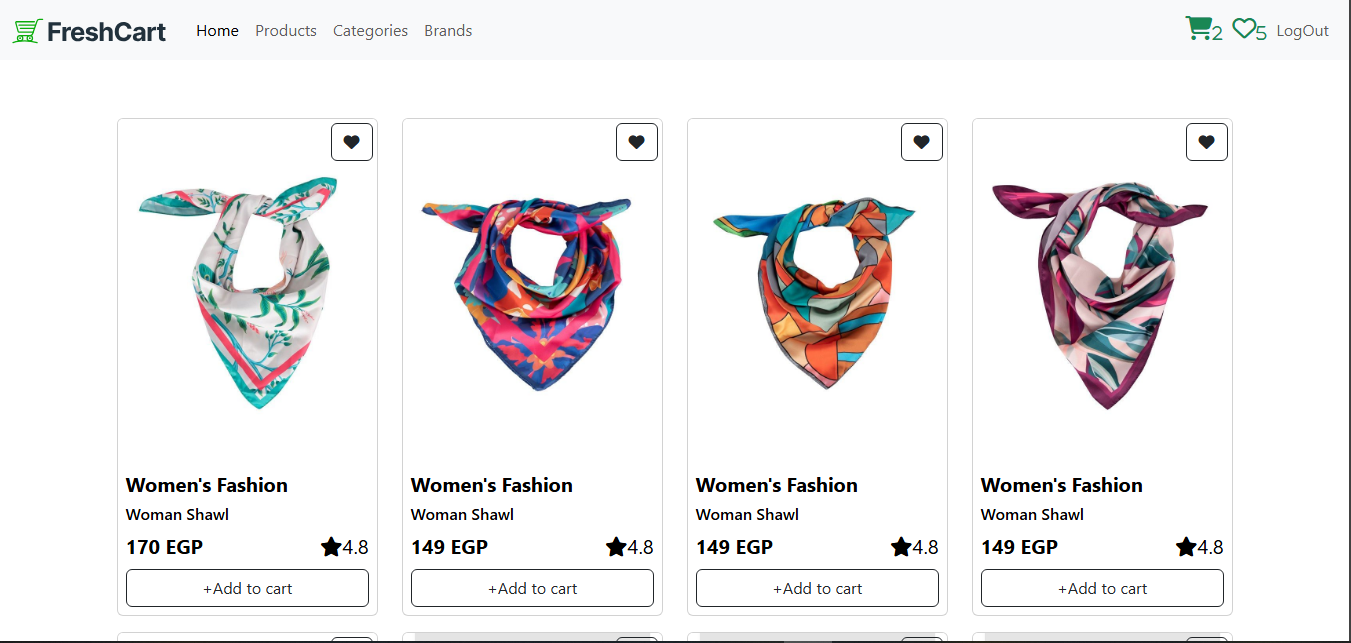 FreshCart Home Products Categories Brands 2 5 LogOut
Women's Fashion
Woman Shawl
170 EGP 4.8
+Add to cart
Women's Fashion
Woman Shawl
149 EGP 4.8
+Add to cart
Women's Fashion
Woman Shawl
149 EGP 4.8
+Add to cart
Women's Fashion
Woman Shawl
149 EGP 4.8
+Add to cart